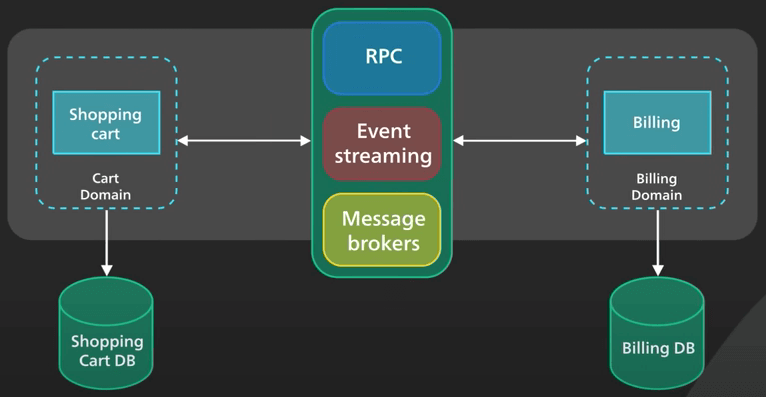 RPC
Shopping
cart
Event
streaming
Billing
Cart
Domain
Billing
Domain
Message
brokers
Shopping
Cart DB
Billing DB